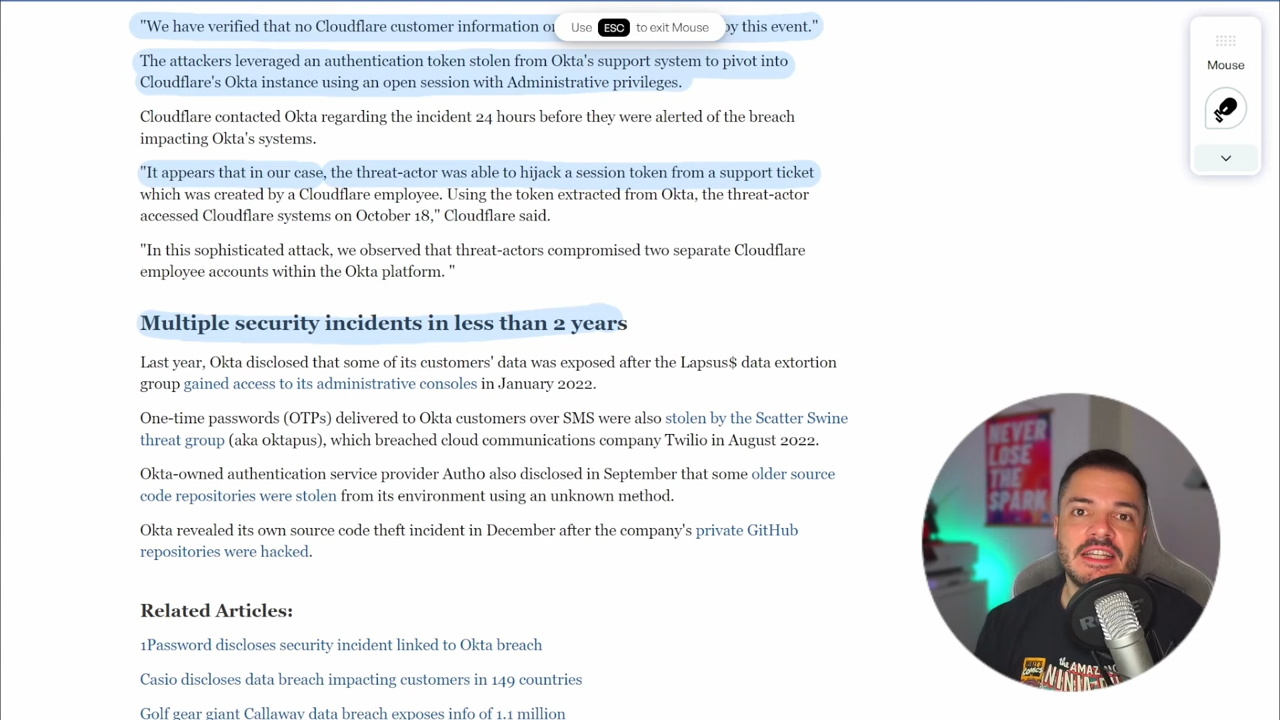 "We have verified that no Cloudflare customer information o
by this event."
Use ESC to exit Mouse
The attackers leveraged an authentication token stolen from Okta's support system to pivot into
Cloudflare's Okta instance using an open session with Administrative privileges.
Mouse
Cloudflare contacted Okta regarding the incident 24 hours before they were alerted of the breach
impacting Okta's systems.
"It appears that in our case, the threat-actor was able to hijack a session token from a support ticket
which was created by a Cloudflare employee. Using the token extracted from Okta, the threat-actor
accessed Cloudflare systems on October 18," Cloudflare said.
"In this sophisticated attack, we observed that threat-actors compromised two separate Cloudflare
employee accounts within the Okta platform. "
Multiple security incidents in less than 2 years
Last year, Okta disclosed that some of its customers' data was exposed after the Lapsus$ data extortion
group gained access to its administrative consoles in January 2022.
One-time passwords (OTPs) delivered to Okta customers over SMS were also stolen by the Scatter Swine
threat group (aka 0ktapus), which breached cloud communications company Twilio in August 2022.
Okta-owned authentication service provider Auth0 also disclosed in September that some older source
code repositories were stolen from its environment using an unknown method.
Okta revealed its own source code theft incident in December after the company's private GitHub
repositories were hacked.
NEVER
LOSE
THE
SPARK
Related Articles:
1Password discloses security incident linked to Okta breach
Casio discloses data breach impacting customers in 149 countries
Golf gear giant Callaway data breach exposes info of 1.1 million
the AMAZ
NINJA